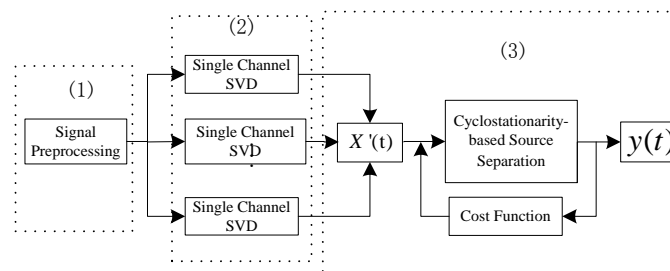 (1)
Signal
Preprocessing
(2)
Single Channel
SVD
Single Channel
SVD
Single Channel
SVD
(3)
X '(t)
Cyclostationarity-
based Source
Separation
Cost Function
y(t)